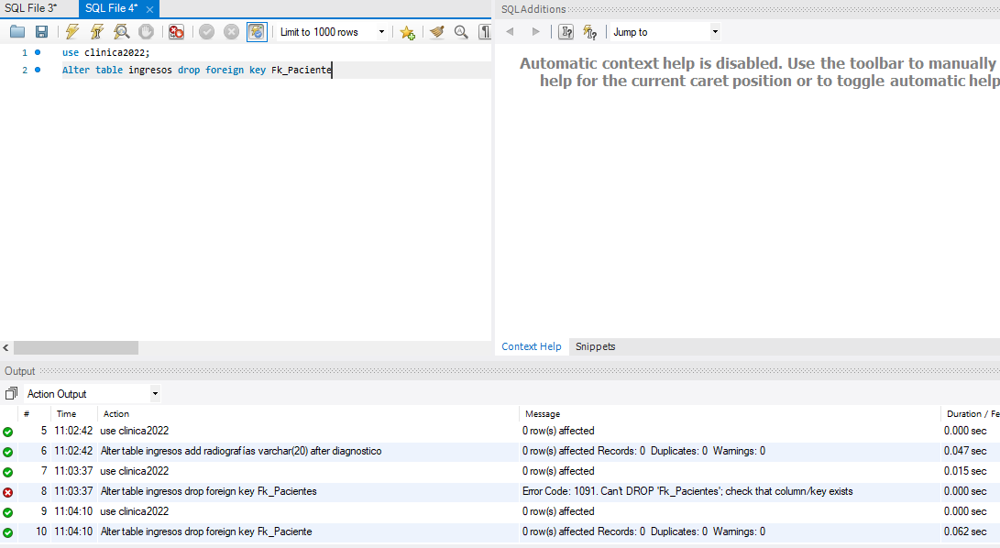 SQL File 3* SQL File 4* ×
Limit to 1000 rows
1 use clinica2022;
2 Alter table ingresos drop foreign key Fk_Paciente
SQLAdditions
Jump to
Automatic context help is disabled. Use the toolbar to manually
help for the current caret position or to toggle automatic help
Context Help Snippets
Output
Action Output
# Time Action Message Duration / Fe
5 11:02:42 use clinica2022 0 row(s) affected 0.000 sec
6 11:02:42 Alter table ingresos add radiografías varchar(20) after diagnostico 0 row(s) affected Records: 0 Duplicates: 0 Warnings: 0 0.047 sec
7 11:03:37 use clinica2022 0 row(s) affected 0.015 sec
8 11:03:37 Alter table ingresos drop foreign key Fk_Pacientes Error Code: 1091. Can't DROP 'Fk_Pacientes'; check that column/key exists 0.000 sec
9 11:04:10 use clinica2022 0 row(s) affected 0.000 sec
10 11:04:10 Alter table ingresos drop foreign key Fk_Paciente 0 row(s) affected Records: 0 Duplicates: 0 Warnings: 0 0.062 sec